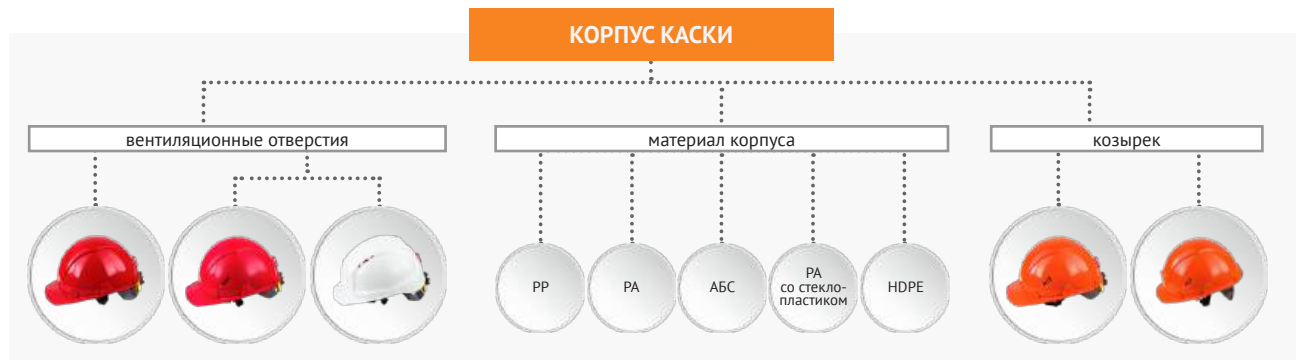 КОРПУС КАСКИ
вентиляционные отверстия
материал корпуса
козырек
PP
PA
АБС
PA
со стекло-
пластиком
HDPE